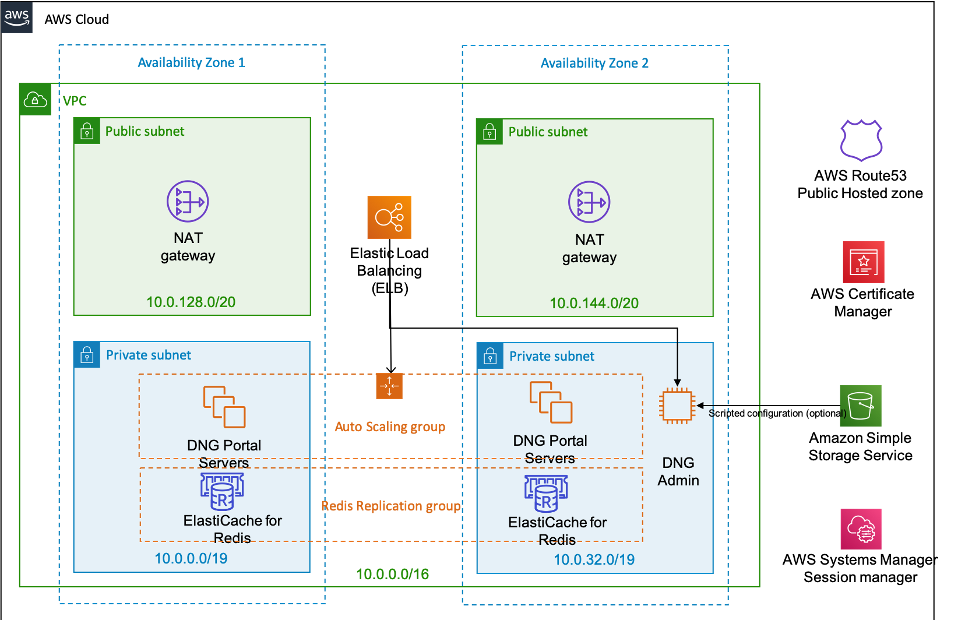 aws
AWS Cloud
Availability Zone 1
Availability Zone 2
VPC
Public subnet
Public subnet
NAT
gateway
10.0.128.0/20
Elastic Load
Balancing
(ELB)
NAT
gateway
10.0.144.0/20
AWS Route53
Public Hosted zone
AWS Certificate
Manager
Private subnet
Private subnet
DNG Portal
Servers
Auto Scaling group
DNG Portal
Servers
DNG
Admin
Scripted configuration (optional)
Amazon Simple
Storage Service
R
ElastiCache for
Redis
Redis Replication group
R
ElastiCache for
Redis
10.0.0.0/19
10.0.32.0/19
10.0.0.0/16
AWS Systems Manager
Session manager